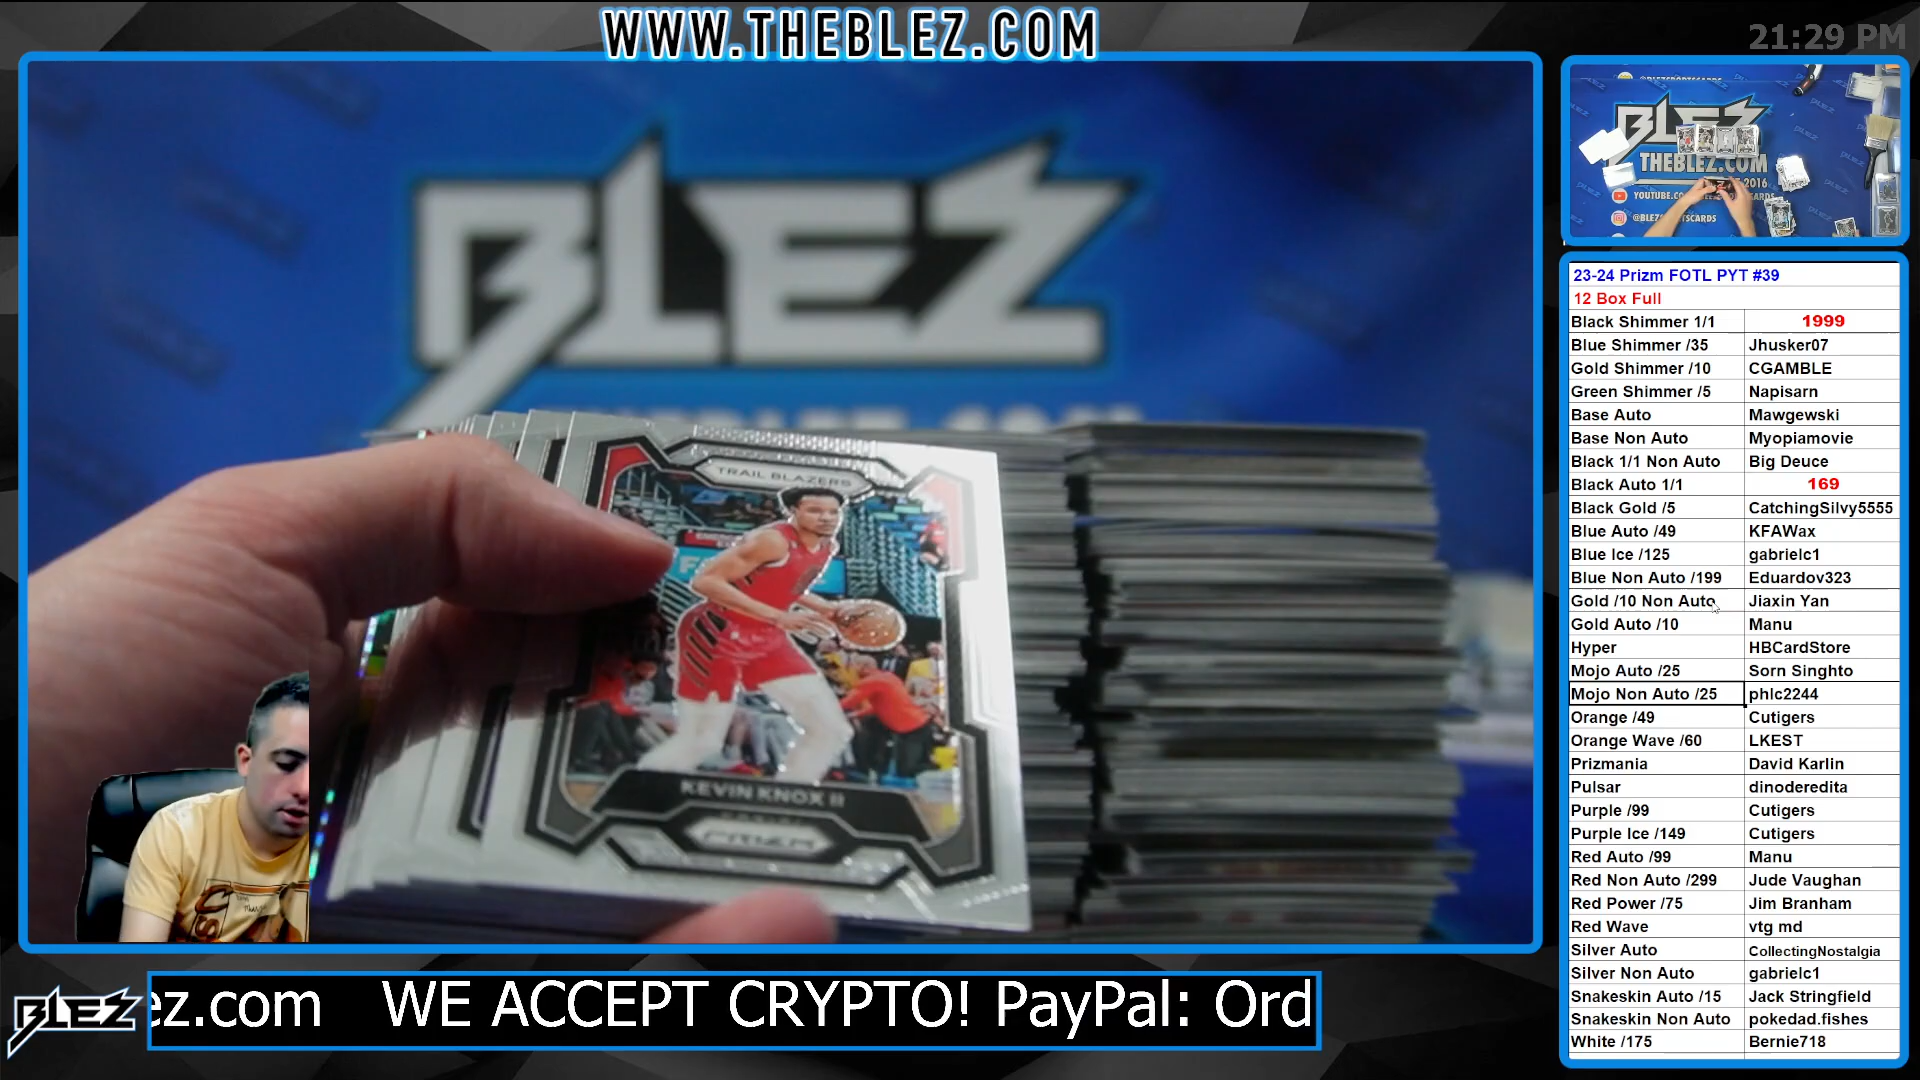 WWW.THEBLEZ.COM
21:29 PM
BLEZ
TRAIL BLAZERS
KEVIN KNOX II
PRIZM
BLEZ
THEBLEZ.COM
2016
23-24 Prizm FOTL PYT #39
12 Box Full
Black Shimmer 1/1 1999
Blue Shimmer /35 Jhusker07
Gold Shimmer /10 CGAMBLE
Green Shimmer /5 Napisarn
Base Auto Mawgewski
Base Non Auto Myopiamovie
Black 1/1 Non Auto Big Deuce
Black Auto 1/1 169
Black Gold /5 CatchingSilvy5555
Blue Auto /49 KFAWax
Blue Ice /125 gabrielc1
Blue Non Auto /199 Eduardov323
Gold /10 Non Auto Jiaxin Yan
Gold Auto /10 Manu
Hyper HBCardStore
Mojo Auto /25 Sorn Singhto
Mojo Non Auto /25 phlc2244
Orange /49 Cutigers
Orange Wave /60 LKEST
Prizmania David Karlin
Pulsar dinoderedita
Purple /99 Cutigers
Purple Ice /149 Cutigers
Red Auto /99 Manu
Red Non Auto /299 Jude Vaughan
Red Power /75 Jim Branham
Red Wave vtg md
Silver Auto CollectingNostalgia
Silver Non Auto gabrielc1
Snakeskin Auto /15 Jack Stringfield
Snakeskin Non Auto pokedad.fishes
White /175 Bernie718
BLEZ
ez.com WE ACCEPT CRYPTO! PayPal: Ord